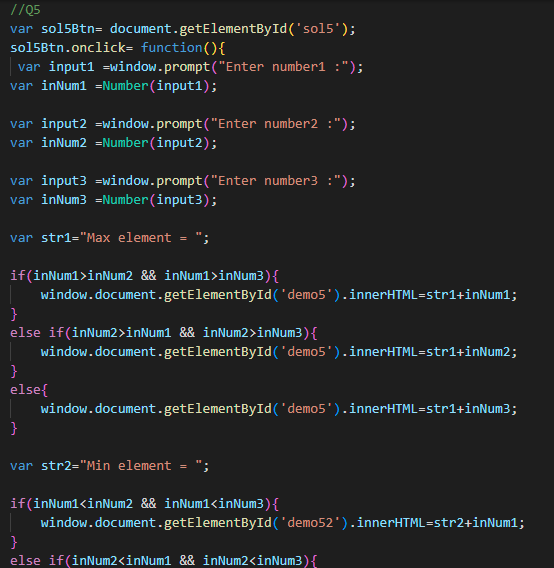 //Q5
var sol5Btn= document.getElementById('sol5');
sol5Btn.onclick= function(){
var input1 =window.prompt("Enter number1 :");
var inNum1 =Number(input1);
var input2 =window.prompt("Enter number2 :");
var inNum2 =Number(input2);
var input3 =window.prompt("Enter number3 :");
var inNum3 =Number(input3);
var str1="Max element = ";
if(inNum1>inNum2 && inNum1>inNum3){
window.document.getElementById('demo5').innerHTML=str1+inNum1;
}
else if(inNum2>inNum1 && inNum2>inNum3){
window.document.getElementById('demo5').innerHTML=str1+inNum2;
}
else{
window.document.getElementById('demo5').innerHTML=str1+inNum3;
}
var str2="Min element = ";
if(inNum1<inNum2 && inNum1<inNum3){
window.document.getElementById('demo52').innerHTML=str2+inNum1;
}
else if(inNum2<inNum1 && inNum2<inNum3){